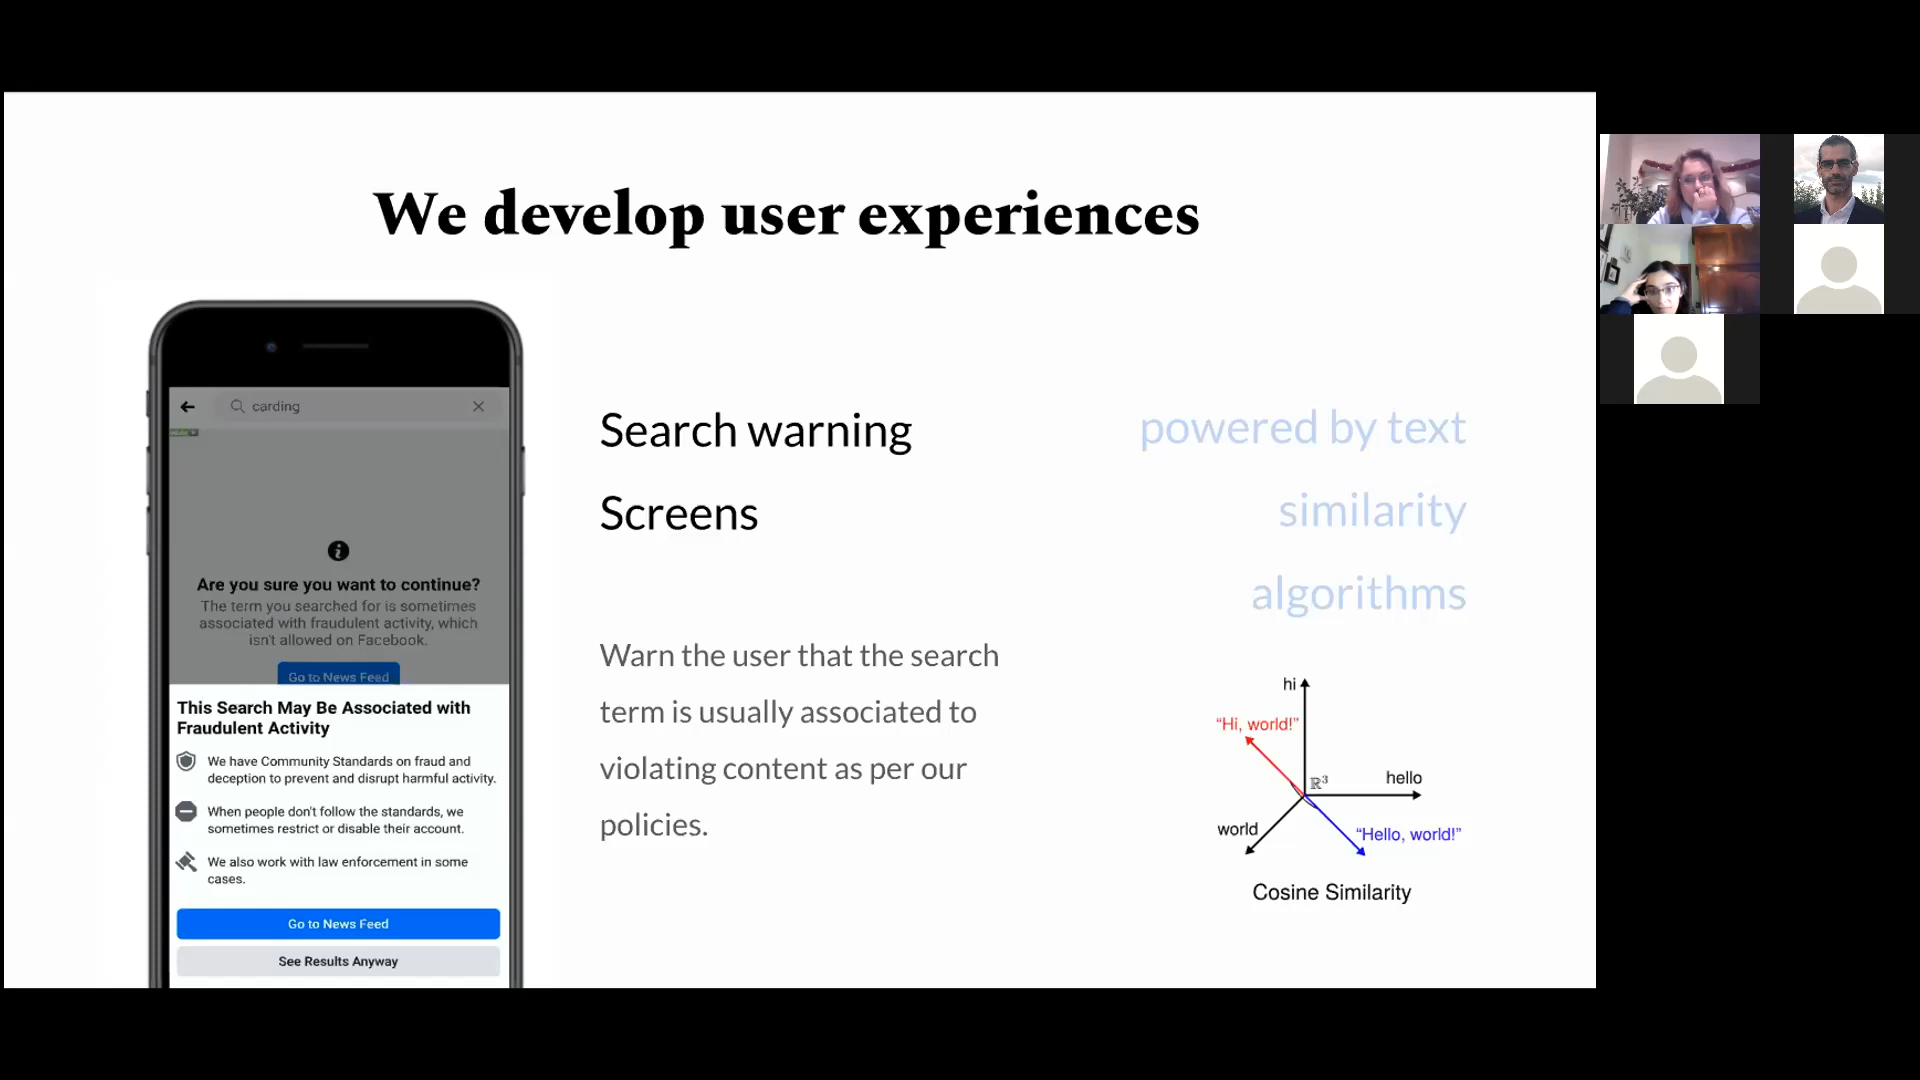 We develop user experiences
carding
Are you sure you want to continue?
The term you searched for is sometimes
associated with fraudulent activity, which
isn't allowed on Facebook.
Go to News Feed
This Search May Be Associated with
Fraudulent Activity
We have Community Standards on fraud and
deception to prevent and disrupt harmful activity.
When people don't follow the standards, we
sometimes restrict or disable their account.
We also work with law enforcement in some
cases.
Go to News Feed
See Results Anyway
Search warning
Screens
Warn the user that the search
term is usually associated to
violating content as per our
policies.
powered by text
similarity
algorithms
hi
"Hi, world!"
ℝ³
hello
world
"Hello, world!"
Cosine Similarity